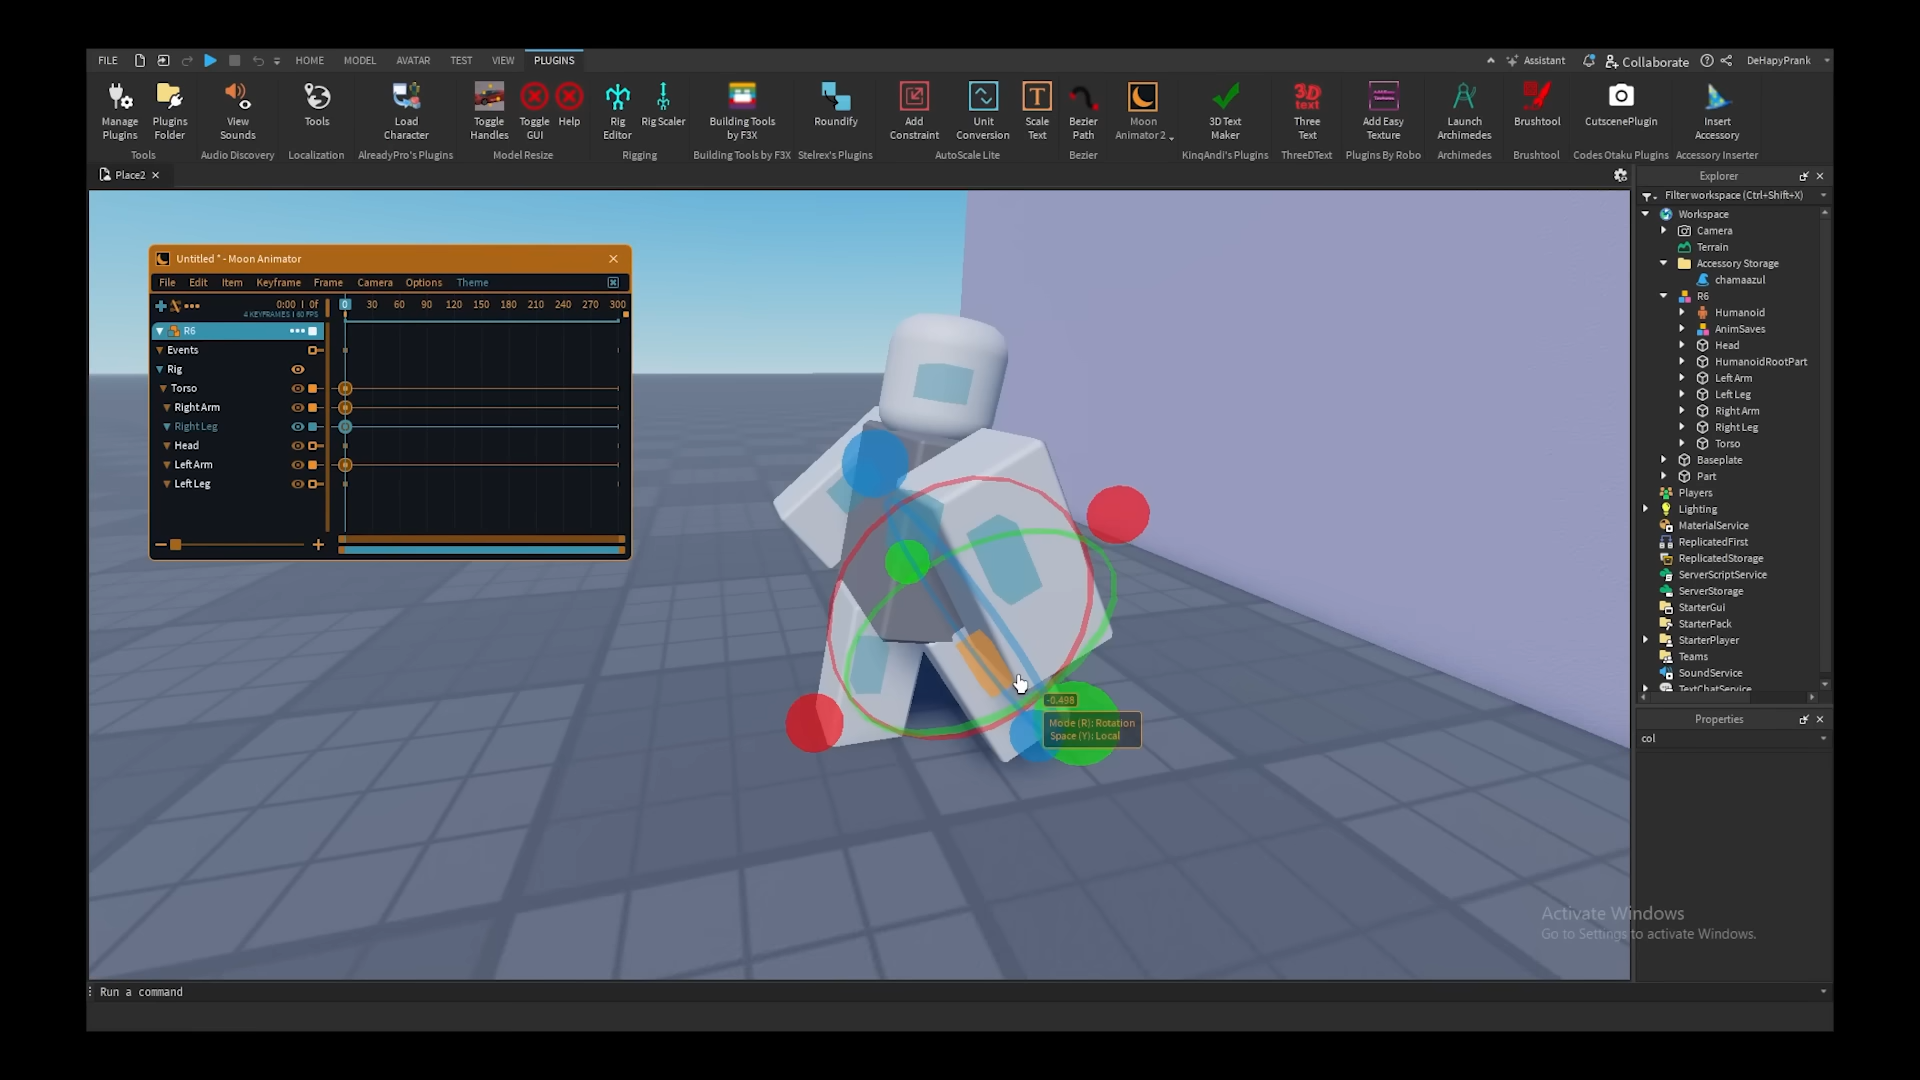 FILE HOME MODEL AVATAR TEST VIEW PLUGINS Assistant Collaborate DeHapyPrank
Manage Plugins
Plugins Folder
Tools
View Sounds
Audio Discovery
Tools
Localization
Load Character
AlreadyPro's Plugins
Toggle Handles
Toggle GUI
Help
Model Resize
Rig Editor
Rig Scaler
Rigging
Building Tools by F3X
Building Tools by F3X
Roundify
Stelrex's Plugins
Add Constraint
Unit Conversion
Scale Text
AutoScale Lite
Bezier Path
Bezier
Moon Animator 2
3D Text Maker
KinqAndi's Plugins
Three Text
ThreeDText
Add Easy Texture
Plugins By Robo
Launch Archimedes
Archimedes
Brushtool
Brushtool
CutscenePlugin
Codes Otaku Plugins
Insert Accessory
Accessory Inserter
Place2
Untitled * - Moon Animator
File Edit Item Keyframe Frame Camera Options Theme
0:00 | 0f
4 KEYFRAMES | 60 FPS
0 30 60 90 120 150 180 210 240 270 300
R6
Events
Rig
Torso
Right Arm
Right Leg
Head
Left Arm
Left Leg
-0.498
Mode (R): Rotation
Space (Y): Local
Explorer
Filter workspace (Ctrl+Shift+X)
Workspace
Camera
Terrain
Accessory Storage
chamaazul
R6
Humanoid
AnimSaves
Head
HumanoidRootPart
Left Arm
Left Leg
Right Arm
Right Leg
Torso
Baseplate
Part
Players
Lighting
MaterialService
ReplicatedFirst
ReplicatedStorage
ServerScriptService
ServerStorage
StarterGui
StarterPack
StarterPlayer
Teams
SoundService
TextChatService
Properties
col
Activate Windows
Go to Settings to activate Windows.
Run a command